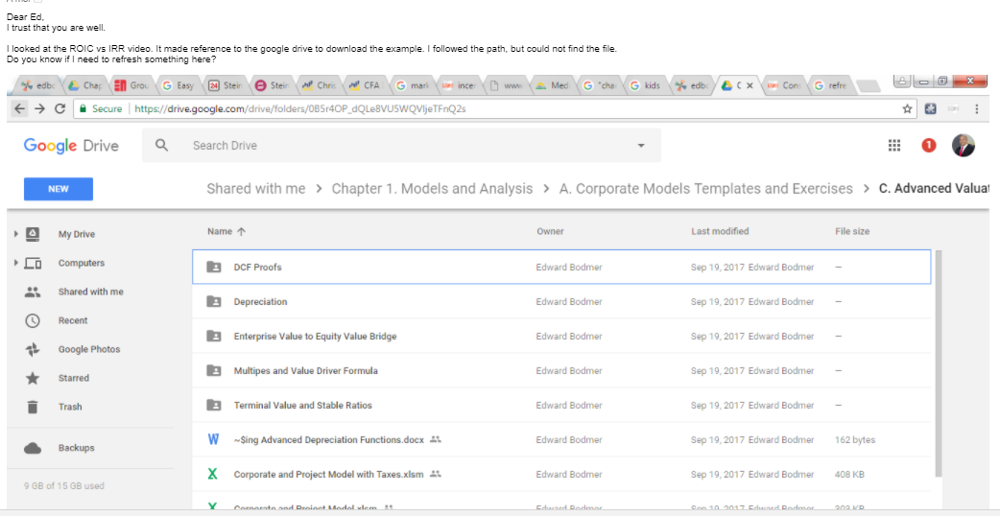 Dear Ed,
I trust that you are well.
I looked at the ROIC vs IRR video. It made reference to the google drive to download the example. I followed the path, but could not find the file.
Do you know if I need to refresh something here?
edbo Chap Grou G Easy 24 Stein Stein Chris CFA G mark incer www Med G "cha G kids edbo C x Con: G refre
Secure | https://drive.google.com/drive/folders/
Google Drive Search Drive 1
NEW Shared with me > Chapter 1. Models and Analysis > A. Corporate Models Templates and Exercises > C. Advanced Valua
Name ↑ Owner Last modified File size
My Drive
Computers
Shared with me
Recent
Google Photos
Starred
Trash
Backups
9 GB of 15 GB used
DCF Proofs Edward Bodmer Sep 19, 2017 Edward Bodmer –
Depreciation Edward Bodmer Sep 19, 2017 Edward Bodmer –
Enterprise Value to Equity Value Bridge Edward Bodmer Sep 19, 2017 Edward Bodmer –
Multipes and Value Driver Formula Edward Bodmer Sep 19, 2017 Edward Bodmer –
Terminal Value and Stable Ratios Edward Bodmer Sep 19, 2017 Edward Bodmer –
W ~$ing Advanced Depreciation Functions.docx Edward Bodmer Sep 19, 2017 Edward Bodmer 162 bytes
X Corporate and Project Model with Taxes.xlsm Edward Bodmer Sep 19, 2017 Edward Bodmer 408 KB
X Corporate and Project Model.xlsm Edward Bodmer Sep 19, 2017 Edward Bodmer 303 KB